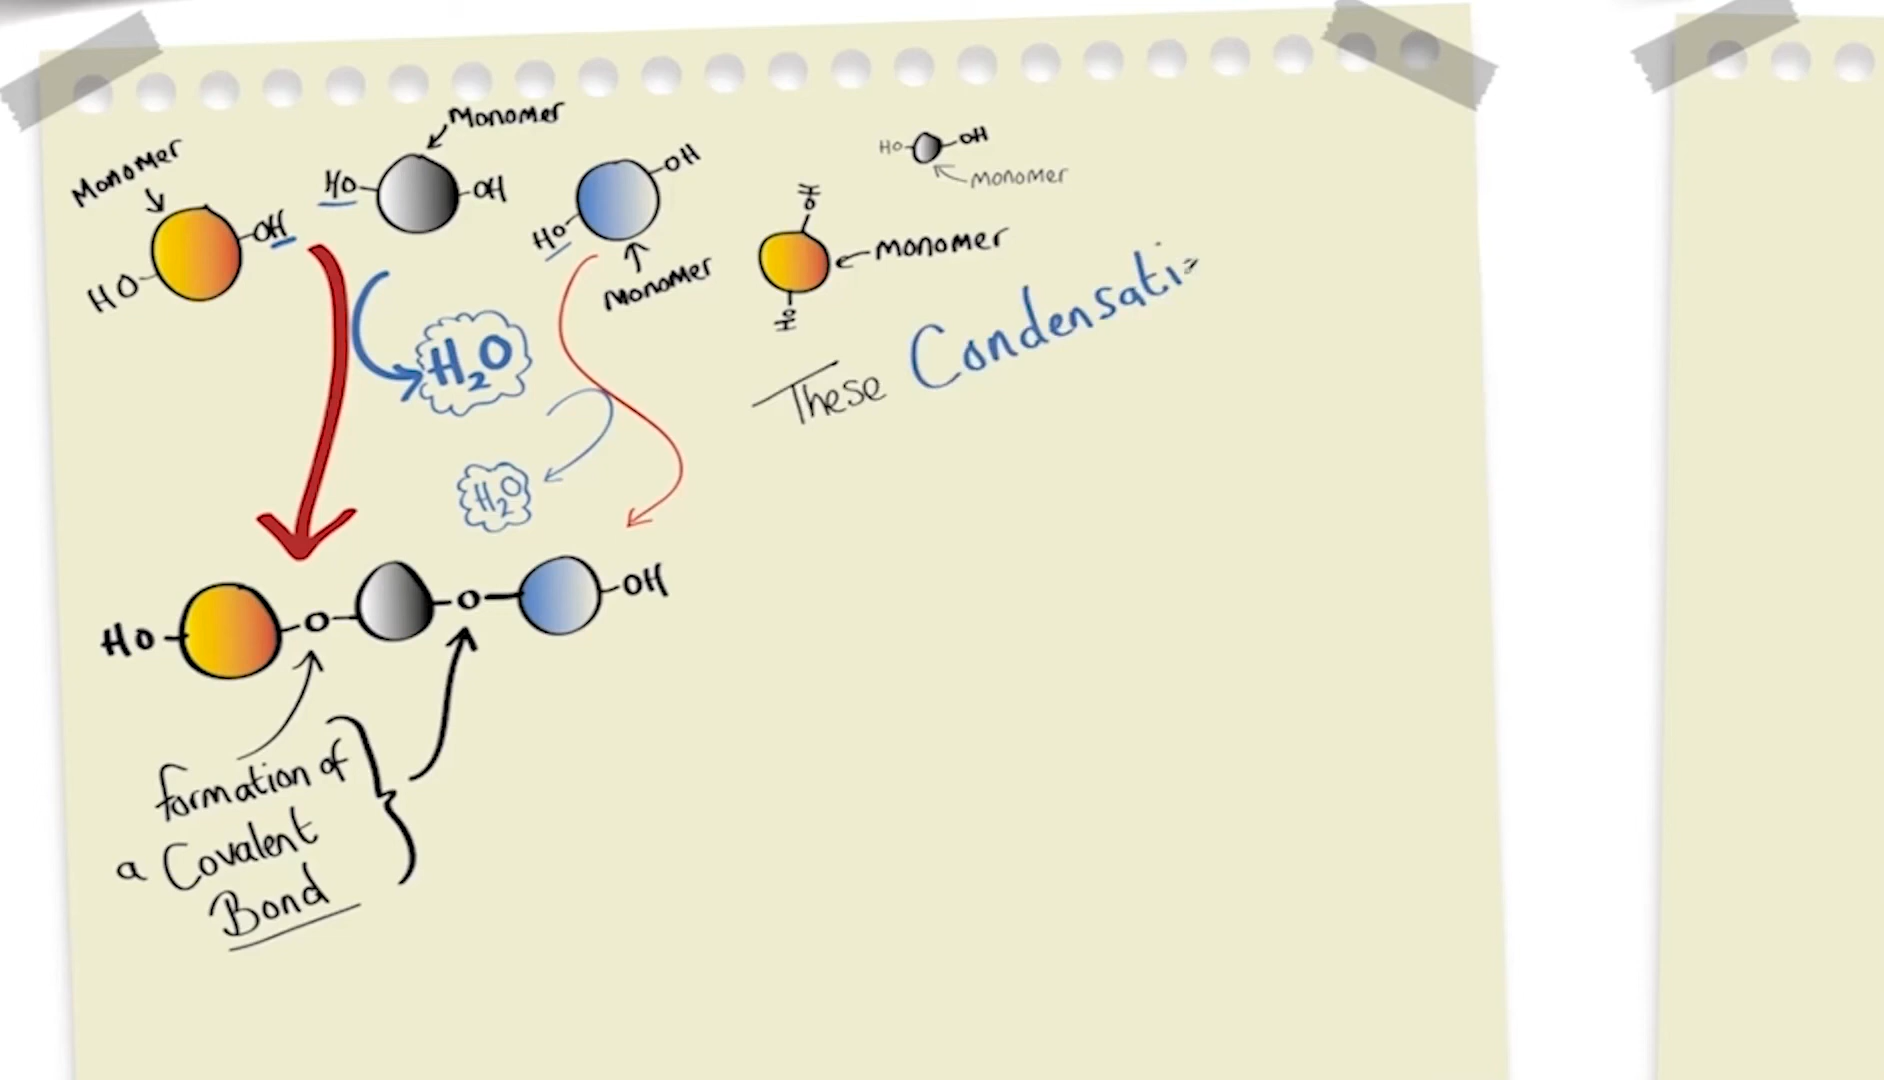 Monomer
HO
OH
Monomer
HO
OH
Monomer
HO
OH
HO
OH
monomer
OH
HO
monomer
H₂O
H₂O
These Condensati
HO
O
O
OH
formation of
a Covalent
Bond